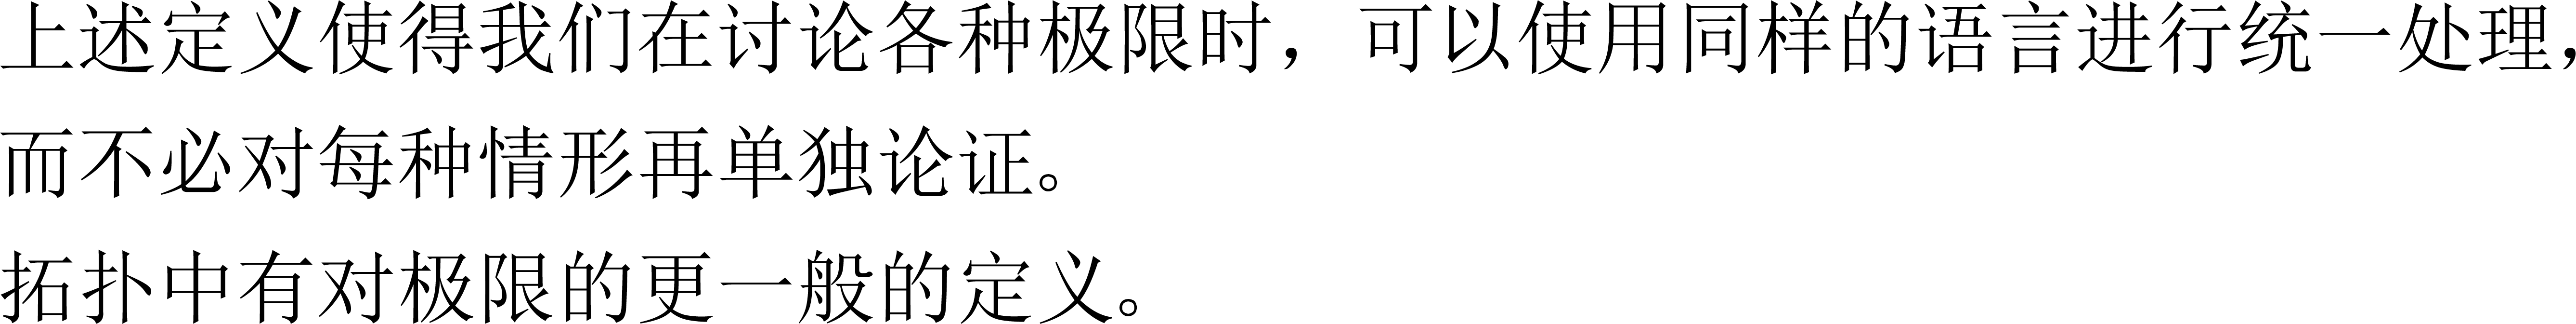 上述定义使得我们在讨论各种极限时，可以使用同样的语言进行统一处理，
而不必对每种情形再单独论证。
拓扑中有对极限的更一般的定义。